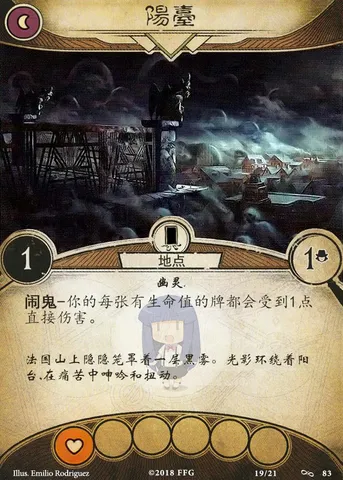 陽臺
1
地点
1
幽灵.
闹鬼-你的每张有生命值的牌都会受到1点
直接伤害。
法国山上隐隐笼罩着一层黑雾。光影环绕着阳
台,在痛苦中呻吟和扭动。
Illus. Emilio Rodriguez
©2018 FFG
19/21
83